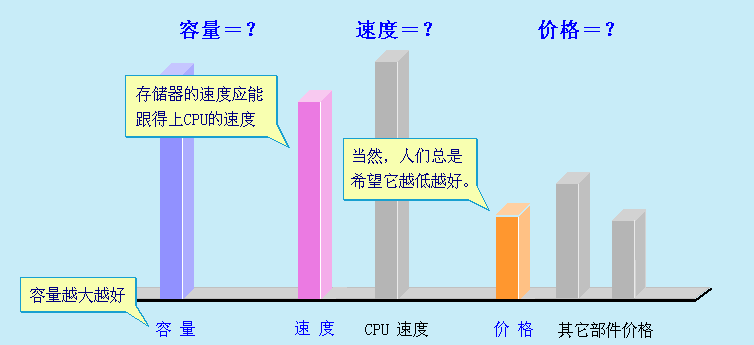 容量＝？
速度＝？
价格＝？
存储器的速度应能
跟得上CPU的速度
当然，人们总是
希望它越低越好。
容量越大越好
容 量
速 度
CPU 速度
价 格
其它部件价格